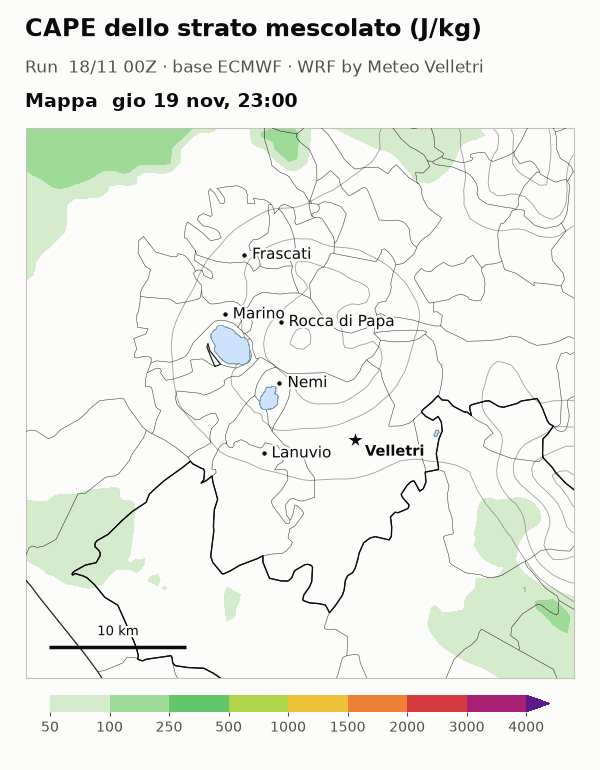 CAPE dello strato mescolato (J/kg)
Run  18/11 00Z · base ECMWF · WRF by Meteo Velletri
Mappa  gio 19 nov, 23:00
Frascati
Marino
Rocca di Papa
Nemi
Velletri
Lanuvio
10 km
50 100 250 500 1000 1500 2000 3000 4000